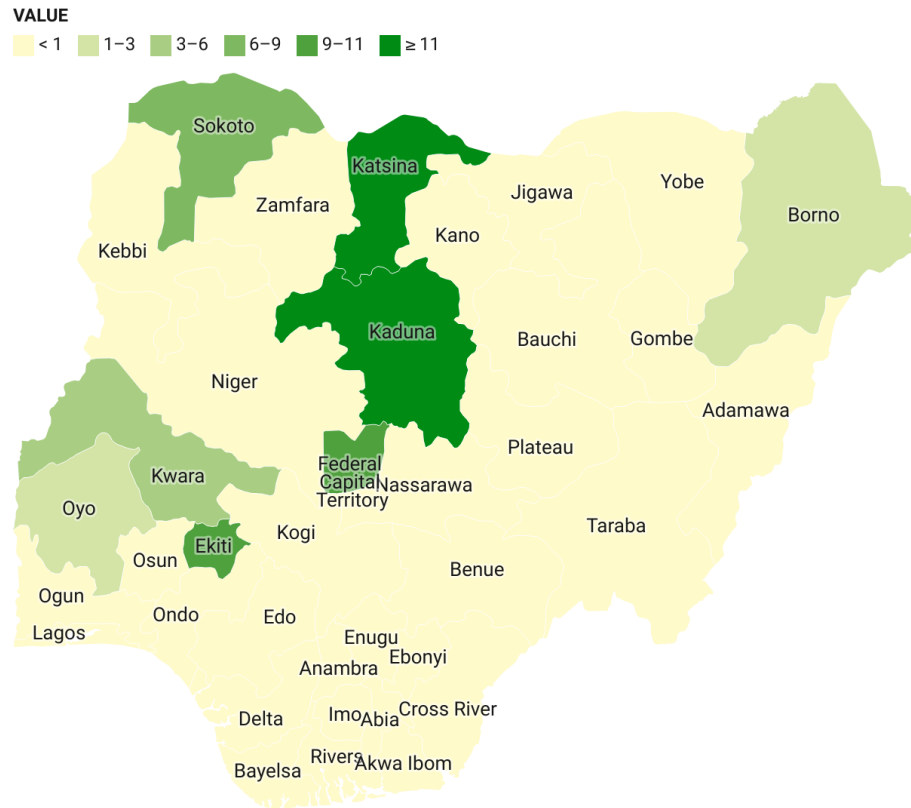 VALUE
< 1 1–3 3–6 6–9 9–11 ≥ 11
Sokoto
Katsina
Jigawa
Yobe
Zamfara
Borno
Kano
Kebbi
Kaduna
Bauchi
Gombe
Niger
Adamawa
Plateau
Federal
Capital
Territory
Nassarawa
Kwara
Oyo
Taraba
Kogi
Ekiti
Osun
Benue
Ogun
Ondo
Edo
Lagos
Enugu
Ebonyi
Anambra
Cross River
Delta
Imo
Abia
Rivers
Akwa Ibom
Bayelsa